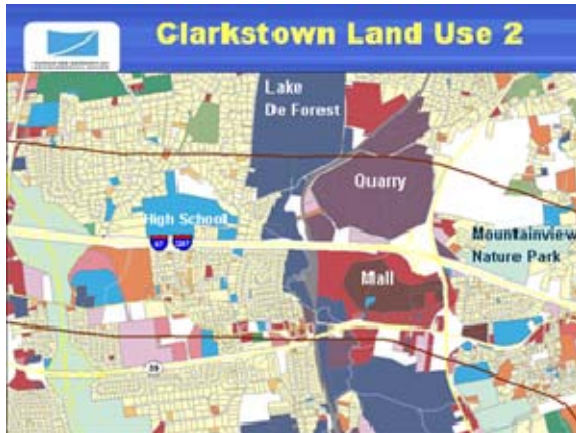 Clarkstown Land Use 2
Lake
De Forest
Quarry
High School
87 287
Mountainview
Nature Park
Mall
59